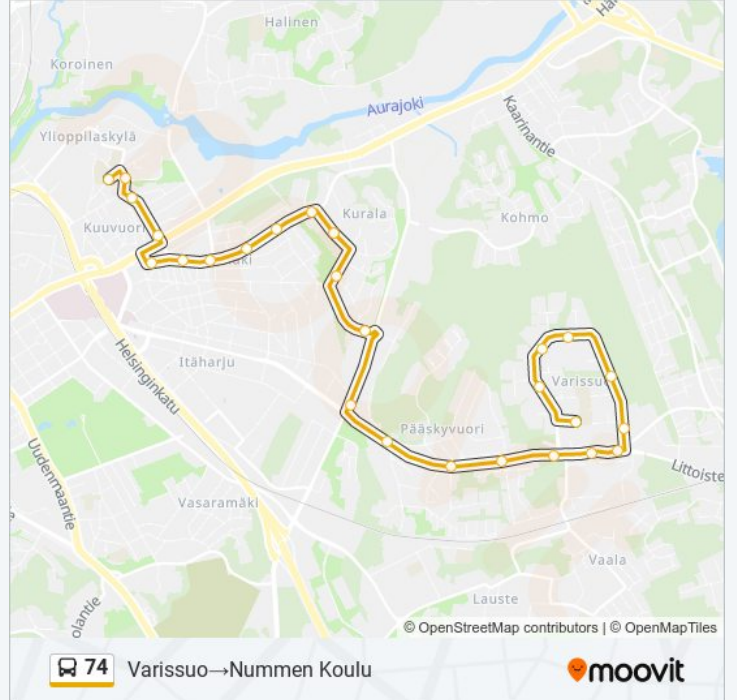 Halinen
Koroinen
Aurajoki
Kaarinantie
Ylioppilaskylä
Kurala
Kohmo
Kuuvuori
Itäharju
Helsinginkatu
Varissuo
Pääskyvuori
Uudenmaantie
Littoiste
Vasaramäki
Vaala
Lauste
olantie
© OpenStreetMap contributors | © OpenMapTiles
74 Varissuo→Nummen Koulu
moovit